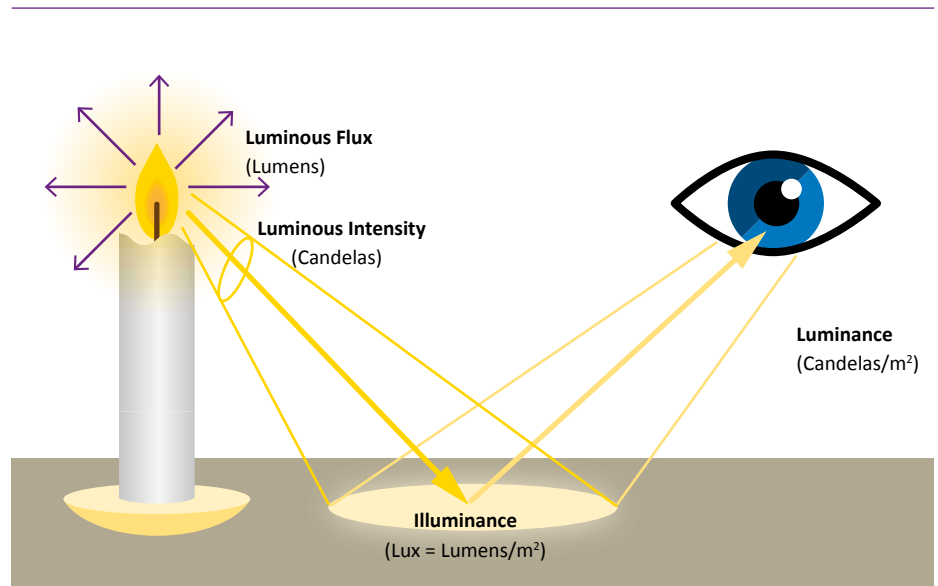 Luminous Flux
(Lumens)
Luminous Intensity
(Candelas)
Luminance
(Candelas/m²)
Illuminance
(Lux = Lumens/m²)